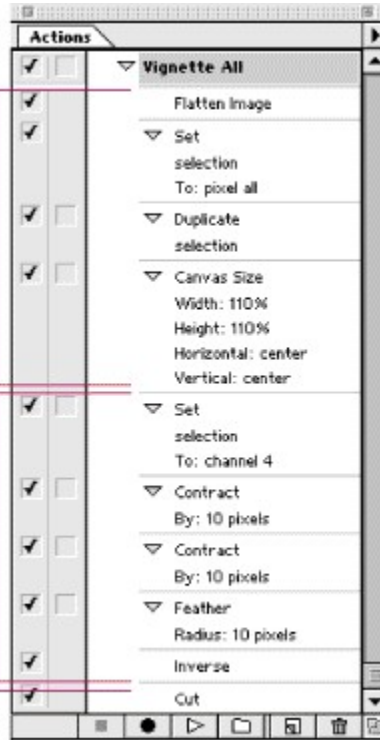 Actions
Vignette All
Flatten Image
Set
selection
To: pixel all
Duplicate
selection
Canvas Size
Width: 110%
Height: 110%
Horizontal: center
Vertical: center
Set
selection
To: channel 4
Contract
By: 10 pixels
Contract
By: 10 pixels
Feather
Radius: 10 pixels
Inverse
Cut